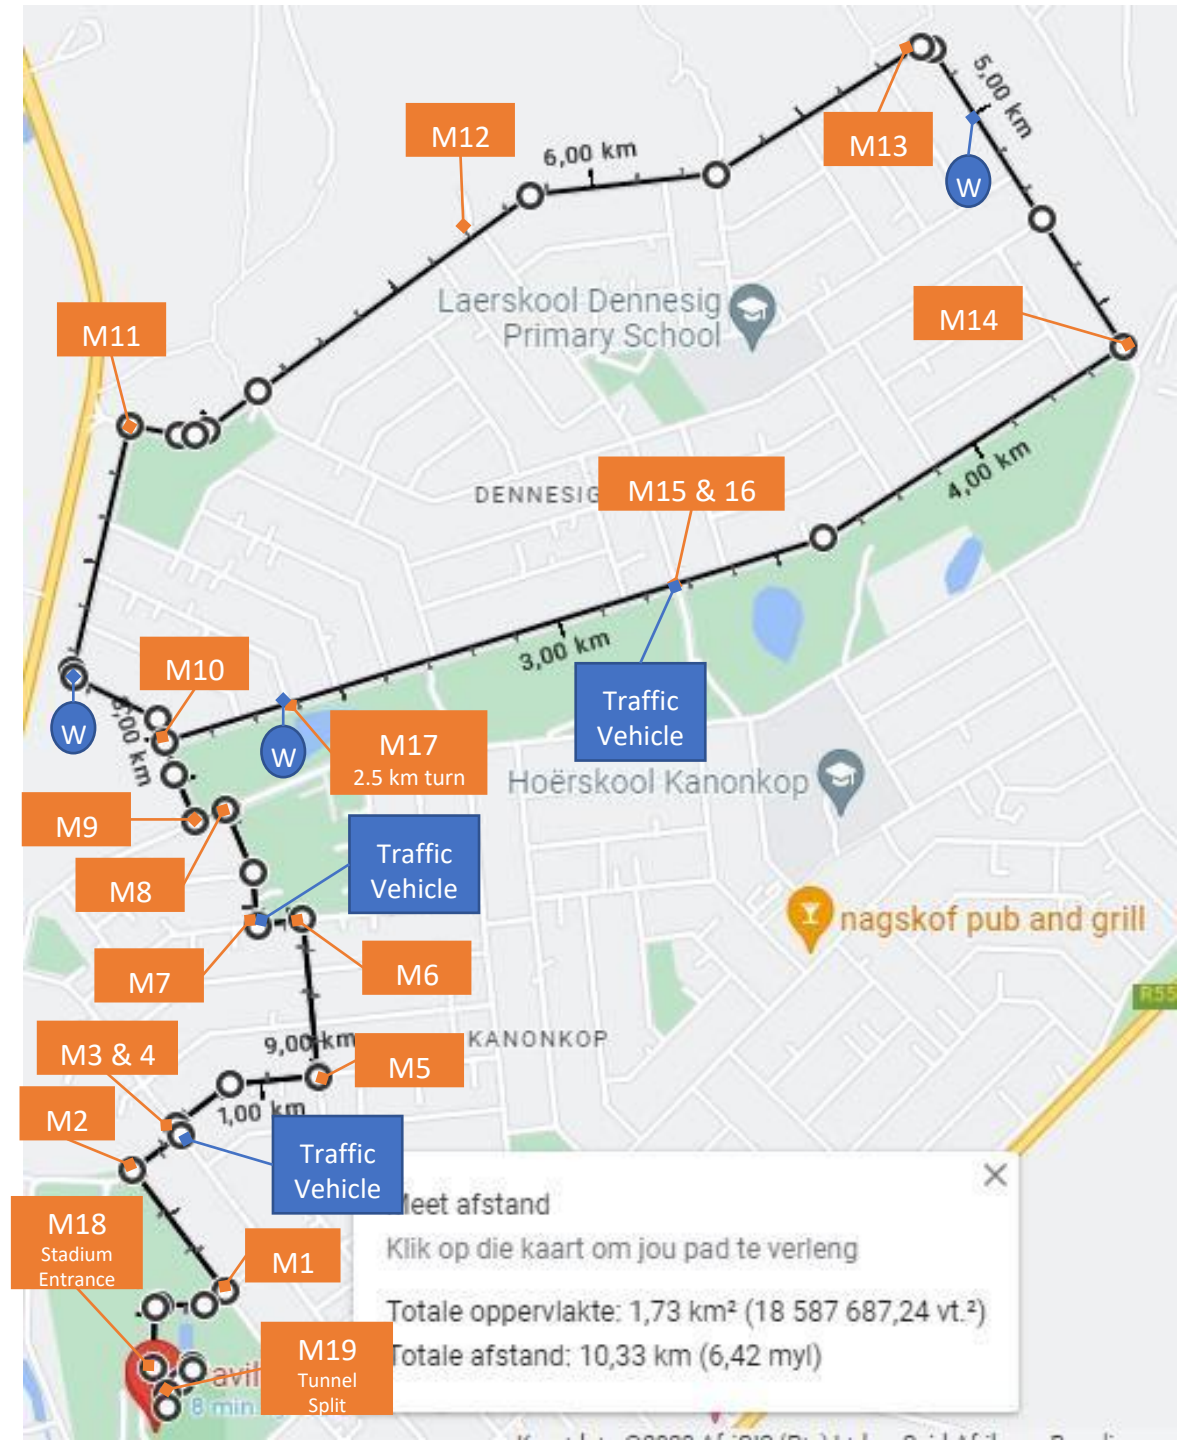 5,00 km
M12
M13
6,00 km
W
Laerskool Dennesig
Primary School
M14
M11
DENNESIG
M15 & 16
4,00 km
3,00 km
M10
Traffic
Vehicle
W
W
M17
2.5 km turn
Hoërskool Kanonkop
M9
M8
Traffic
Vehicle
nagskof pub and grill
M7
M6
R55
9,00 km
KANONKOP
M3 & 4
M5
1,00 km
M2
Traffic
Vehicle
Meet afstand
M18
Stadium
Entrance
M1
Klik op die kaart om jou pad te verleng
Totale oppervlakte: 1,73 km² (18 587 687,24 vt.²)
Totale afstand: 10,33 km (6,42 myl)
M19
Tunnel
Split
8 min